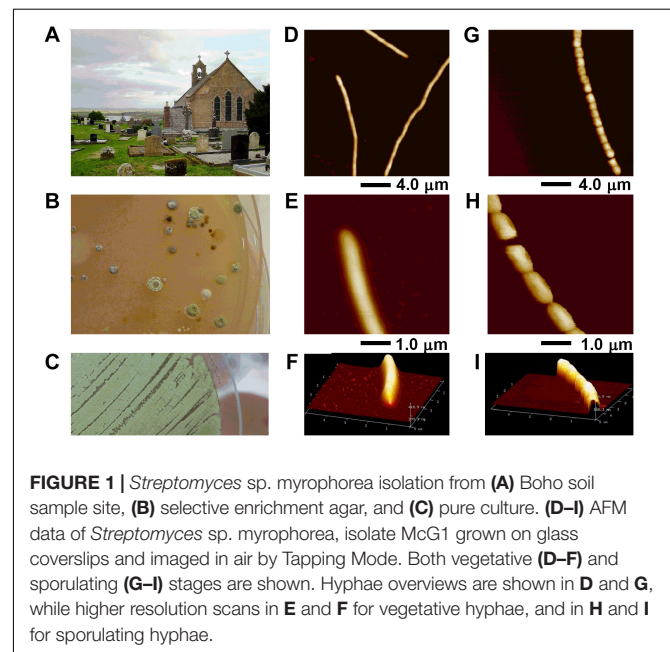 A
D
G
4.0 µm
4.0 µm
B
E
H
1.0 µm
1.0 µm
C
F
I
FIGURE 1 | Streptomyces sp. myrophorea isolation from (A) Boho soil
sample site, (B) selective enrichment agar, and (C) pure culture. (D–I) AFM
data of Streptomyces sp. myrophorea, isolate McG1 grown on glass
coverslips and imaged in air by Tapping Mode. Both vegetative (D–F) and
sporulating (G–I) stages are shown. Hyphae overviews are shown in D and G,
while higher resolution scans in E and F for vegetative hyphae, and in H and I
for sporulating hyphae.